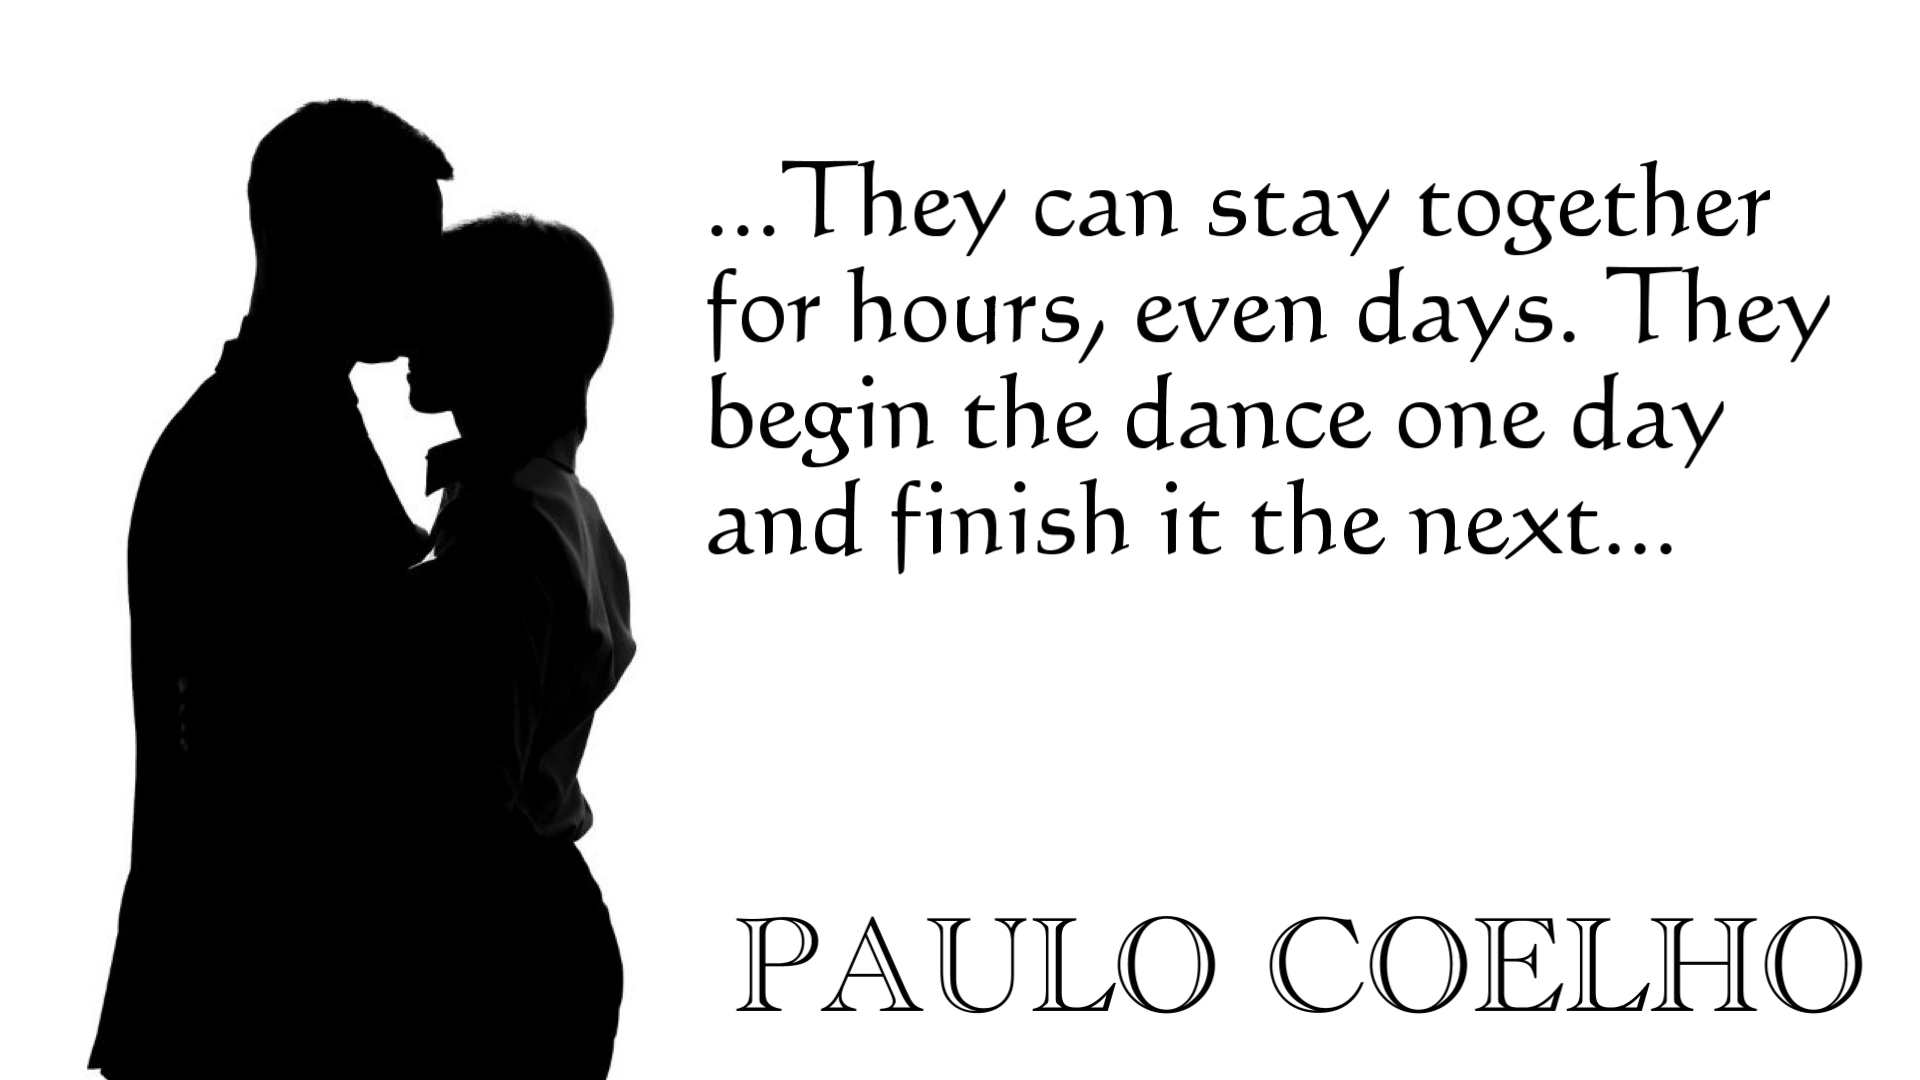 ...They can stay together
for hours, even days. They
begin the dance one day
and finish it the next...
PAULO COELHO